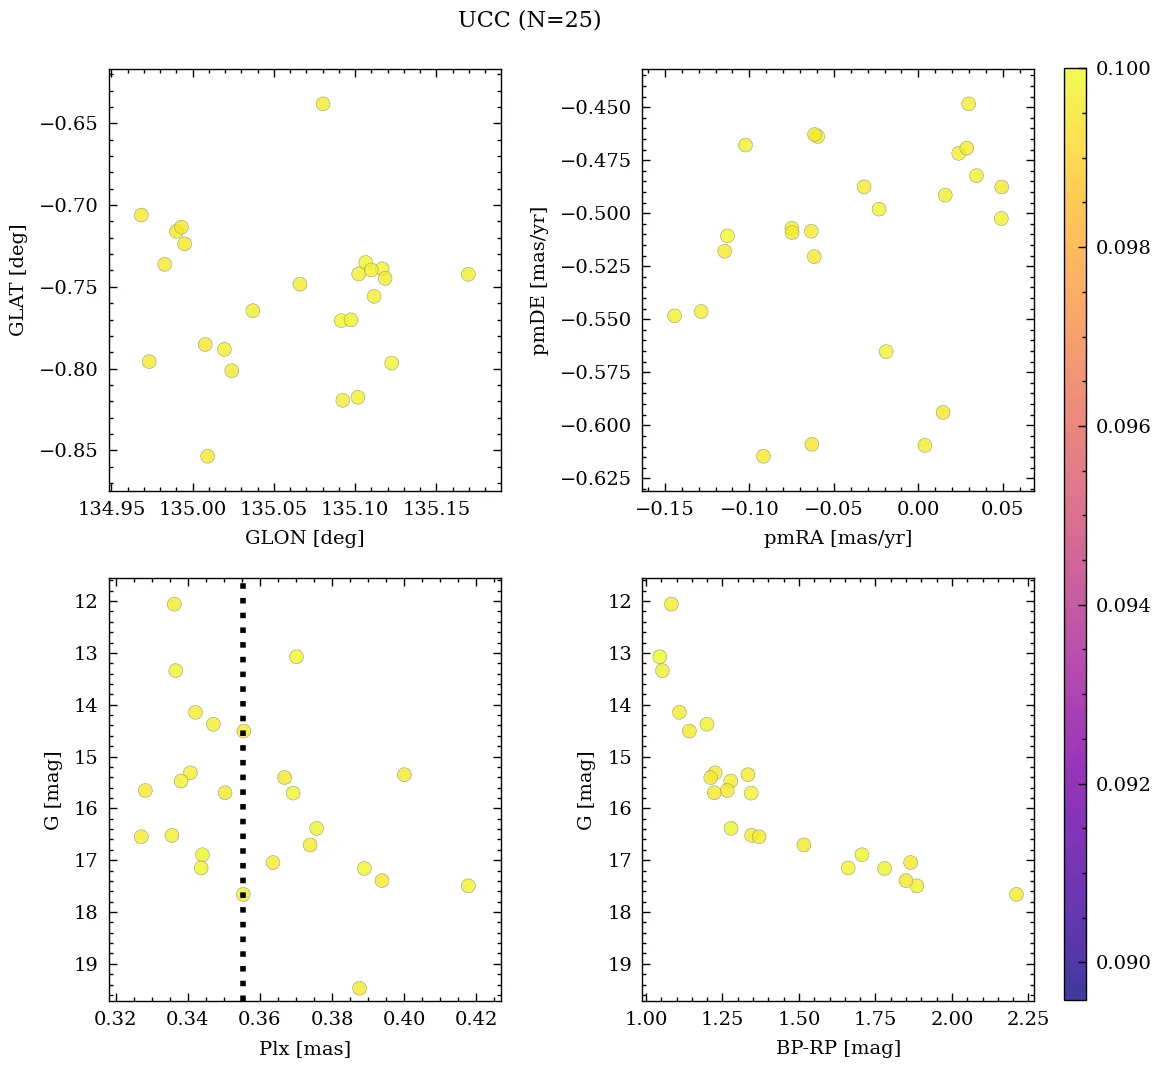 UCC (N=25)
−0.65
−0.70
−0.75
−0.80
−0.85
GLAT [deg]
134.95 135.00 135.05 135.10 135.15
GLON [deg]
−0.450
−0.475
−0.500
−0.525
−0.550
−0.575
−0.600
−0.625
pmDE [mas/yr]
−0.15 −0.10 −0.05 0.00 0.05
pmRA [mas/yr]
12
13
14
15
16
17
18
19
G [mag]
0.32 0.34 0.36 0.38 0.40 0.42
Plx [mas]
12
13
14
15
16
17
18
19
G [mag]
1.00 1.25 1.50 1.75 2.00 2.25
BP-RP [mag]
0.100
0.098
0.096
0.094
0.092
0.090